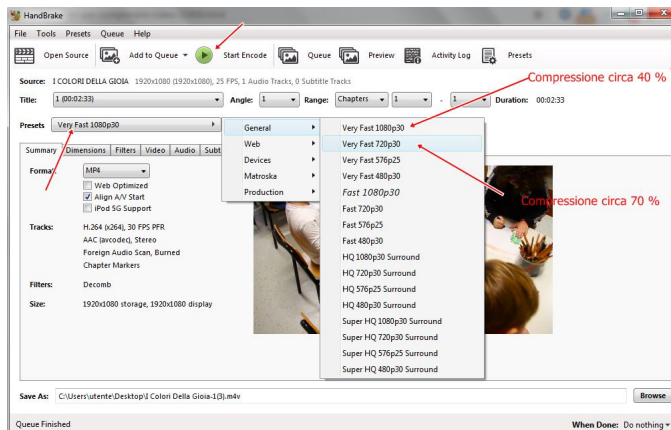 HandBrake
File Tools Presets Queue Help
Open Source Add to Queue Start Encode Queue Preview Activity Log Presets
Source: I COLORI DELLA GIOIA 1920x1080 (1920x1080), 25 FPS, 1 Audio Tracks, 0 Subtitle Tracks
Compressione circa 40 %
Title: 1 (00:02:33) Angle: 1 Range: Chapters 1 - 1 Duration: 00:02:33
Presets Very Fast 1080p30
General
Web
Devices
Matroska
Production
Very Fast 1080p30
Very Fast 720p30
Very Fast 576p25
Very Fast 480p30
Fast 1080p30
Fast 720p30
Fast 576p25
Fast 480p30
HQ 1080p30 Surround
HQ 720p30 Surround
HQ 576p25 Surround
HQ 480p30 Surround
Super HQ 1080p30 Surround
Super HQ 720p30 Surround
Super HQ 576p25 Surround
Super HQ 480p30 Surround
Compressione circa 70 %
Summary Dimensions Filters Video Audio Subt
Format: MP4
Web Optimized
Align A/V Start
iPod 5G Support
Tracks: H.264 (x264), 30 FPS PFR
AAC (avcodec), Stereo
Foreign Audio Scan, Burned
Chapter Markers
Filters: Decomb
Size: 1920x1080 storage, 1920x1080 display
Save As: C:\Users\utente\Desktop\I Colori Della Gioia-1(3).m4v Browse
Queue Finished When Done: Do nothing